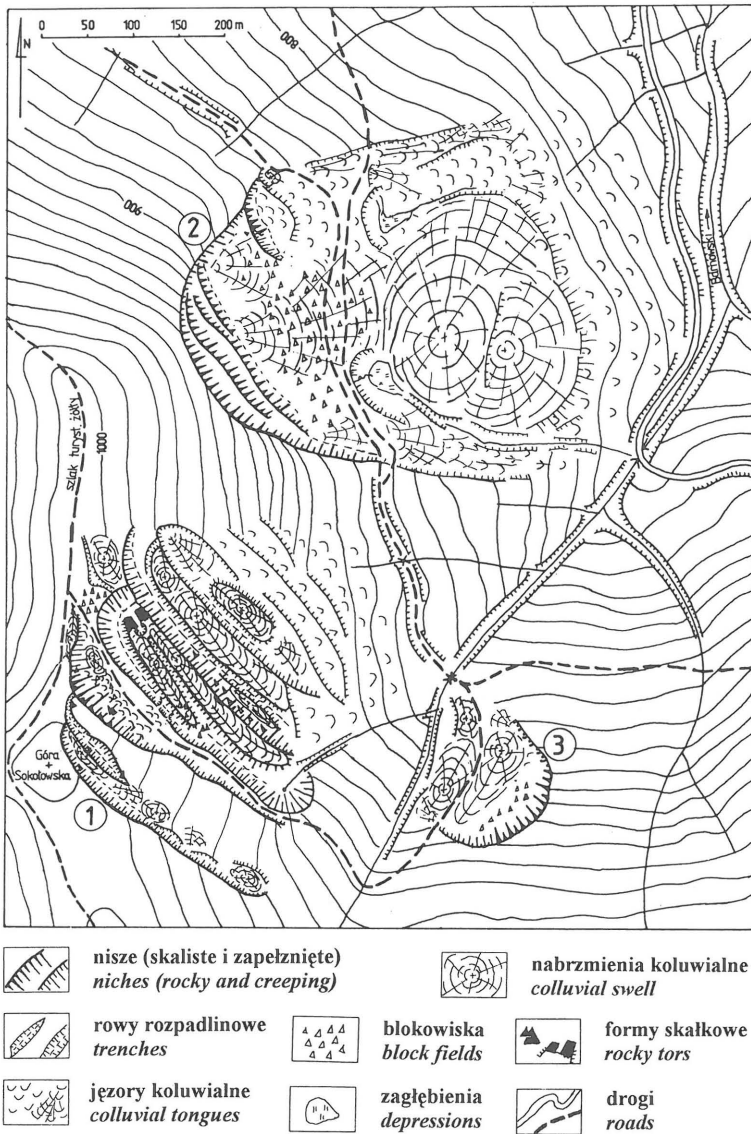 N
0 50 100 150 200 m
800
900
2
szlak turyst. żółty
1000
Góra
+
Sokołowska
1
3
nisze (skaliste i zapełznięte)
niches (rocky and creeping)
nabrzmienia koluwialne
colluvial swell
rowy rozpadlinowe
trenches
blokowiska
block fields
formy skałkowe
rocky tors
jęzory koluwialne
colluvial tongues
zagłębienia
depressions
drogi
roads